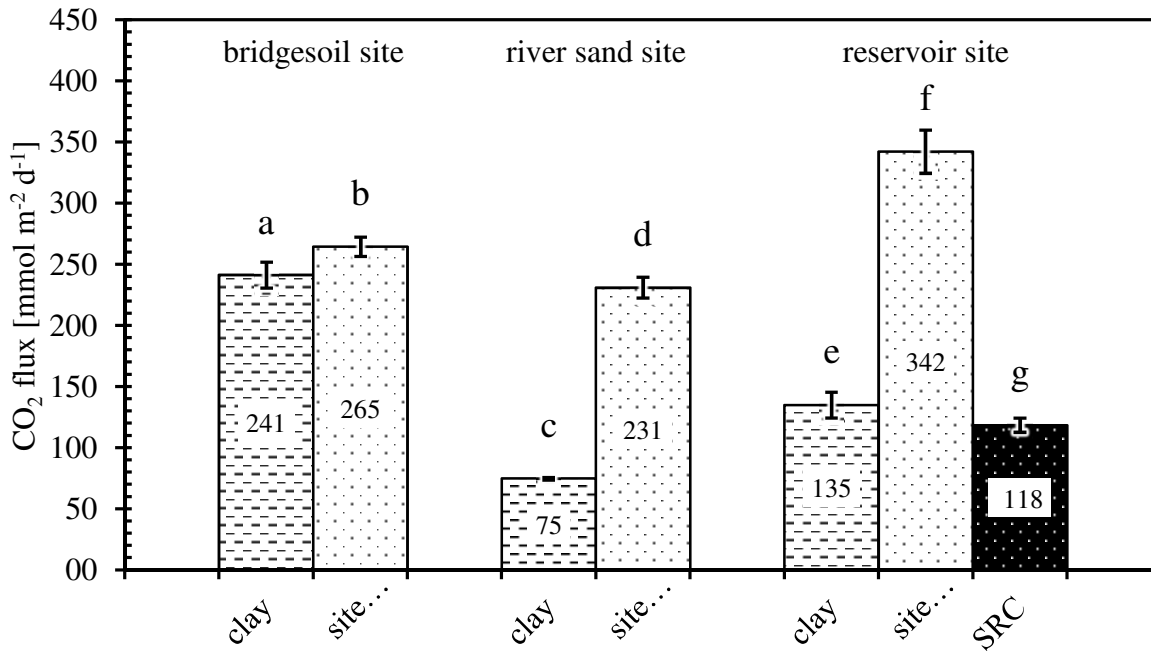 450
400
350
300
250
200
150
100
50
00
CO₂ flux [mmol m⁻² d⁻¹]
bridgesoil site
river sand site
reservoir site
a
b
c
d
e
f
g
241
265
75
231
135
342
118
clay
site…
clay
site…
clay
site…
SRC